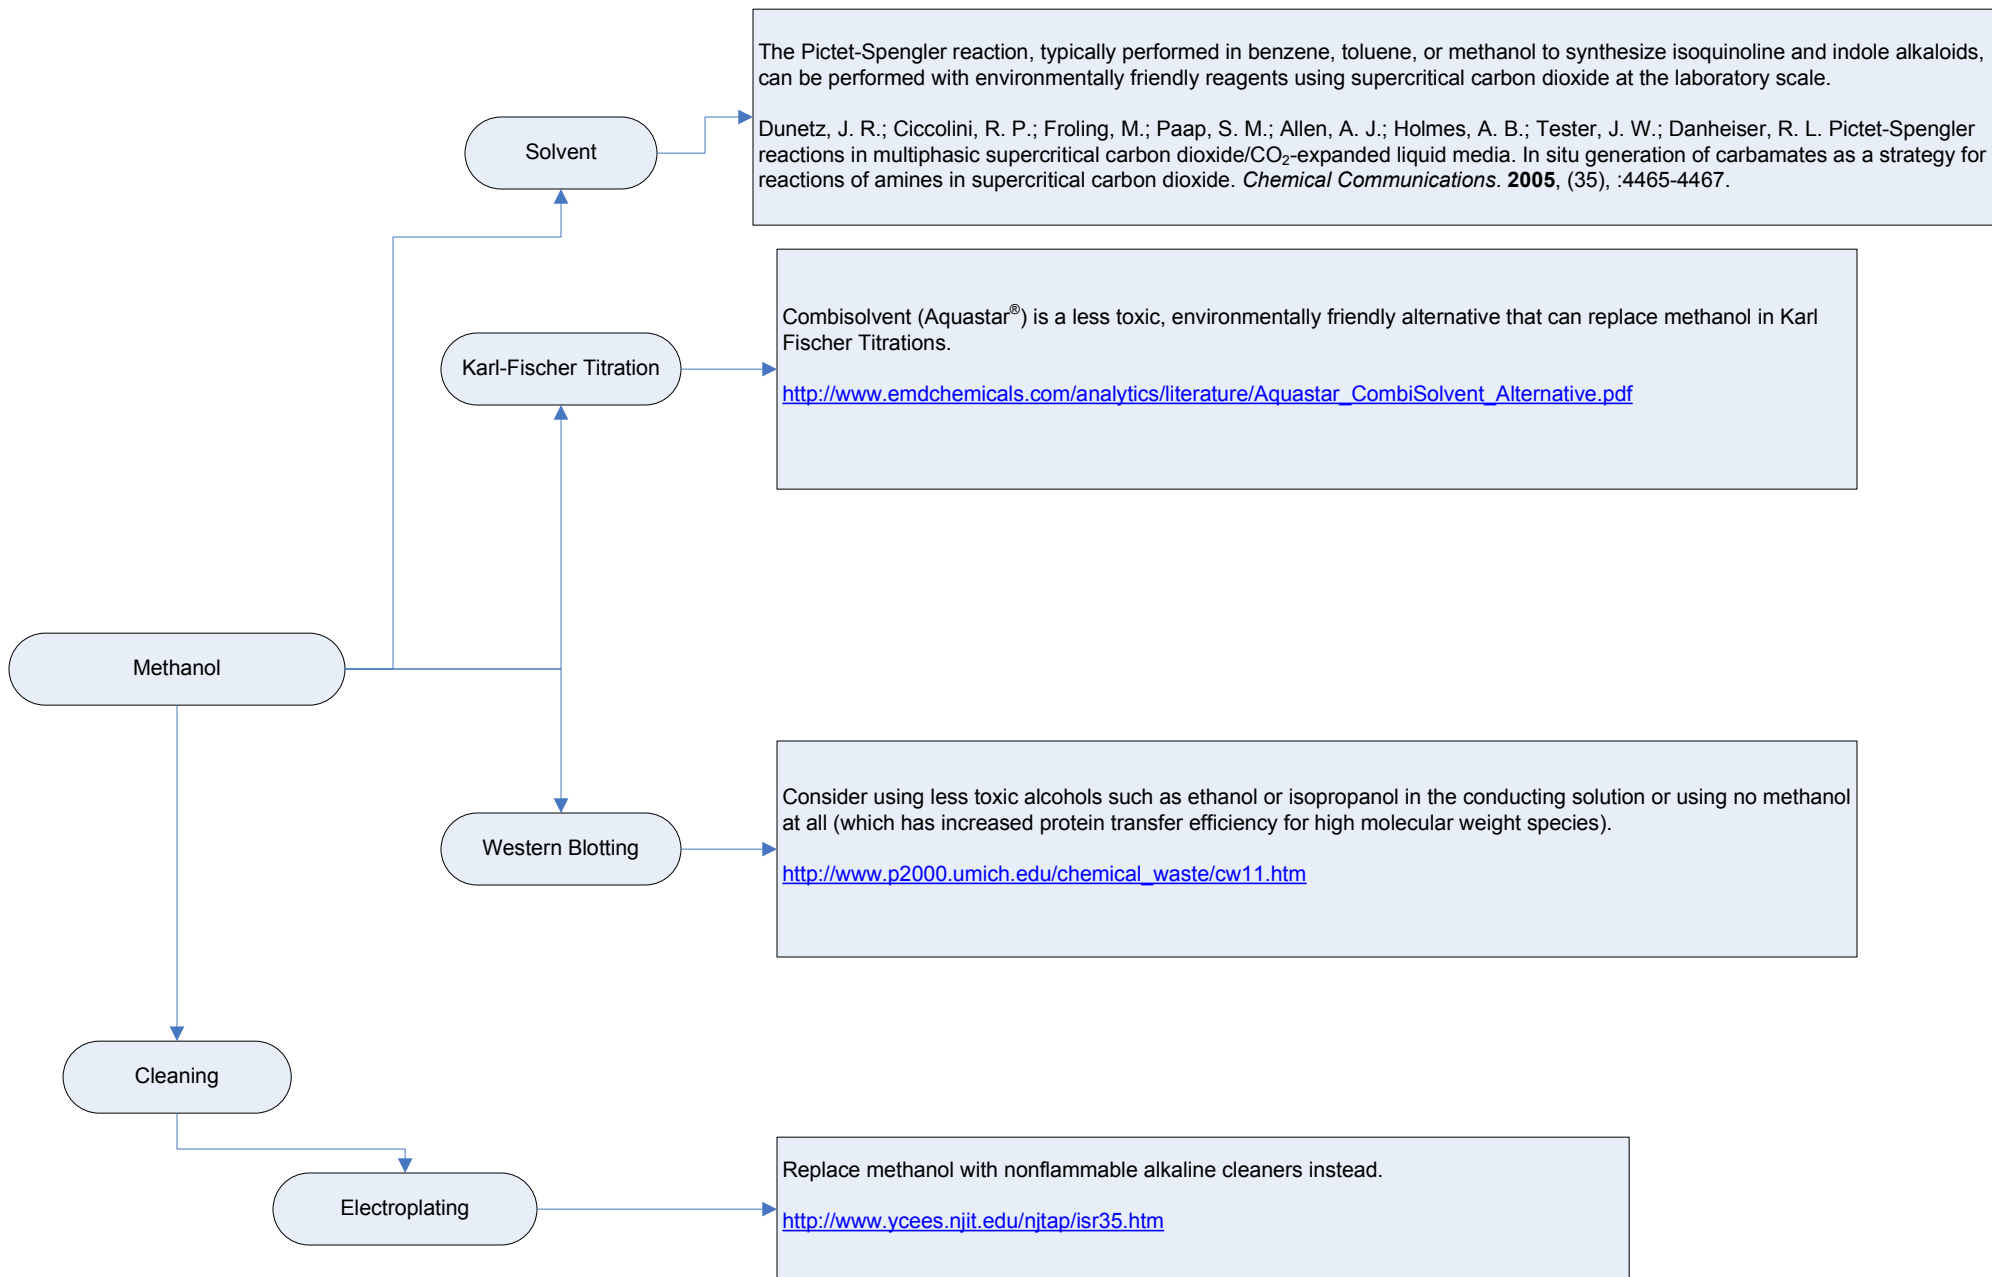 The Pictet-Spengler reaction, typically performed in benzene, toluene, or methanol to synthesize isoquinoline and indole alkaloids,
can be performed with environmentally friendly reagents using supercritical carbon dioxide at the laboratory scale.
Dunetz, J. R.; Ciccolini, R. P.; Froling, M.; Paap, S. M.; Allen, A. J.; Holmes, A. B.; Tester, J. W.; Danheiser, R. L. Pictet-Spengler
reactions in multiphasic supercritical carbon dioxide/CO₂-expanded liquid media. In situ generation of carbamates as a strategy for
reactions of amines in supercritical carbon dioxide. Chemical Communications. 2005, (35), :4465-4467.
Solvent
Combisolvent (Aquastar®) is a less toxic, environmentally friendly alternative that can replace methanol in Karl
Fischer Titrations.
http://www.emdchemicals.com/analytics/literature/Aquastar_CombiSolvent_Alternative.pdf
Karl-Fischer Titration
Methanol
Consider using less toxic alcohols such as ethanol or isopropanol in the conducting solution or using no methanol
at all (which has increased protein transfer efficiency for high molecular weight species).
http://www.p2000.umich.edu/chemical_waste/cw11.htm
Western Blotting
Cleaning
Electroplating
Replace methanol with nonflammable alkaline cleaners instead.
http://www.ycees.njit.edu/njtap/isr35.htm